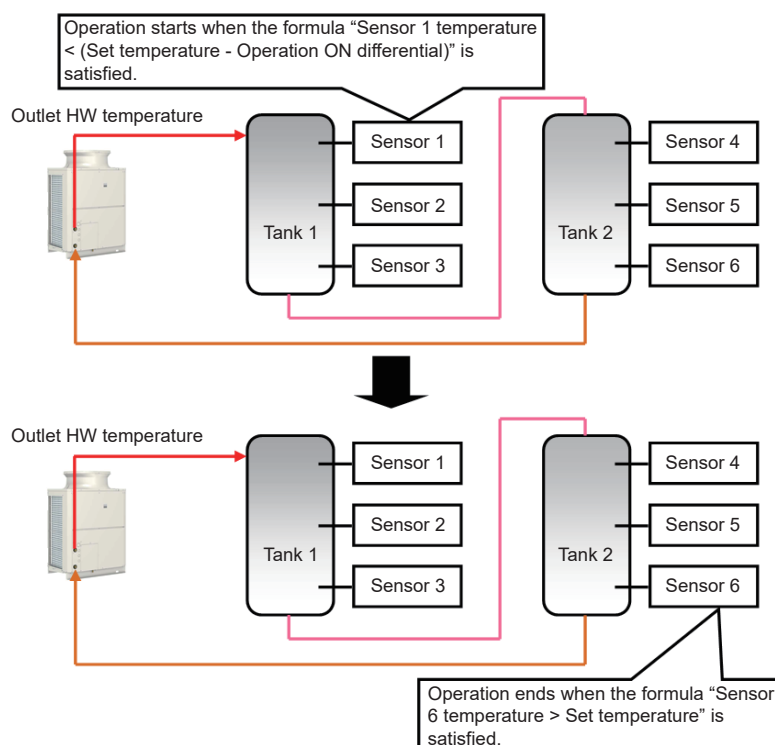 Operation starts when the formula “Sensor 1 temperature
< (Set temperature - Operation ON differential)” is
satisfied.
Outlet HW temperature
Sensor 1
Sensor 4
Sensor 2
Sensor 5
Tank 1
Tank 2
Sensor 3
Sensor 6
Outlet HW temperature
Sensor 1
Sensor 4
Sensor 2
Sensor 5
Tank 1
Tank 2
Sensor 3
Sensor 6
Operation ends when the formula “Sensor
6 temperature > Set temperature” is
satisfied.